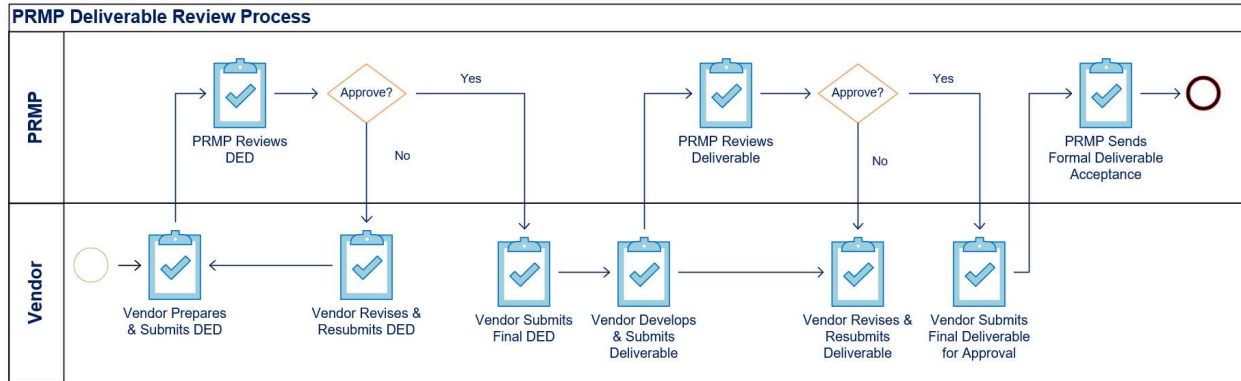 PRMP Deliverable Review Process
PRMP
PRMP Reviews
DED
Approve?
Yes
No
PRMP Reviews
Deliverable
Approve?
Yes
No
PRMP Sends
Formal Deliverable
Acceptance
Vendor
Vendor Prepares
& Submits DED
Vendor Revises &
Resubmits DED
Vendor Submits
Final DED
Vendor Develops
& Submits
Deliverable
Vendor Revises &
Resubmits
Deliverable
Vendor Submits
Final Deliverable
for Approval